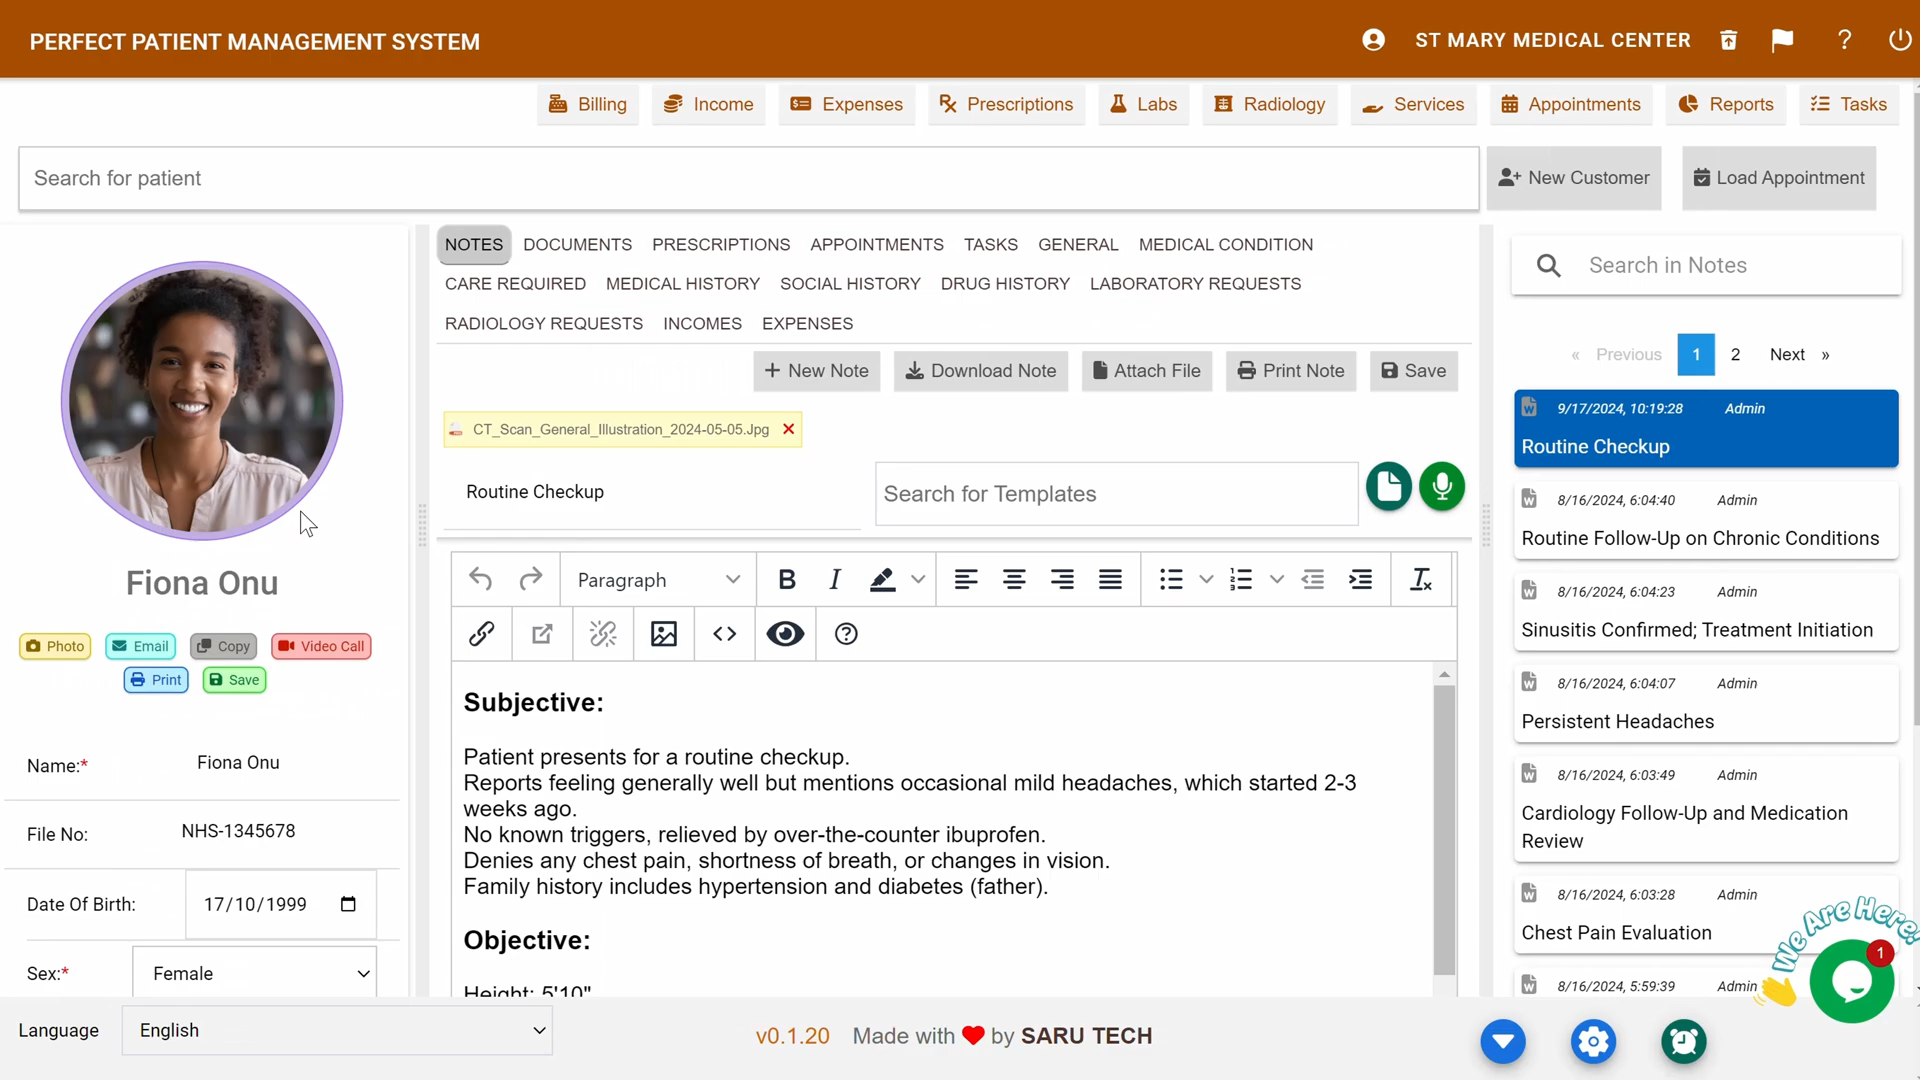 PERFECT PATIENT MANAGEMENT SYSTEM
ST MARY MEDICAL CENTER
Billing
Income
Expenses
Prescriptions
Labs
Radiology
Services
Appointments
Reports
Tasks
Search for patient
New Customer
Load Appointment
NOTES DOCUMENTS PRESCRIPTIONS APPOINTMENTS TASKS GENERAL MEDICAL CONDITION
CARE REQUIRED MEDICAL HISTORY SOCIAL HISTORY DRUG HISTORY LABORATORY REQUESTS
RADIOLOGY REQUESTS INCOMES EXPENSES
+ New Note
Download Note
Attach File
Print Note
Save
CT_Scan_General_Illustration_2024-05-05.Jpg
Routine Checkup
Search for Templates
Paragraph
Subjective:
Patient presents for a routine checkup.
Reports feeling generally well but mentions occasional mild headaches, which started 2-3
weeks ago.
No known triggers, relieved by over-the-counter ibuprofen.
Denies any chest pain, shortness of breath, or changes in vision.
Family history includes hypertension and diabetes (father).
Objective:
Height: 5'10"
Fiona Onu
Photo
Email
Copy
Video Call
Print
Save
Name:* Fiona Onu
File No: NHS-1345678
Date Of Birth: 17/10/1999
Sex:* Female
Search in Notes
« Previous 1 2 Next »
9/17/2024, 10:19:28 Admin
Routine Checkup
8/16/2024, 6:04:40 Admin
Routine Follow-Up on Chronic Conditions
8/16/2024, 6:04:23 Admin
Sinusitis Confirmed; Treatment Initiation
8/16/2024, 6:04:07 Admin
Persistent Headaches
8/16/2024, 6:03:49 Admin
Cardiology Follow-Up and Medication
Review
8/16/2024, 6:03:28 Admin
Chest Pain Evaluation
8/16/2024, 5:59:39 Admin
We Are Here!
1
Language English
v0.1.20 Made with ❤ by SARU TECH